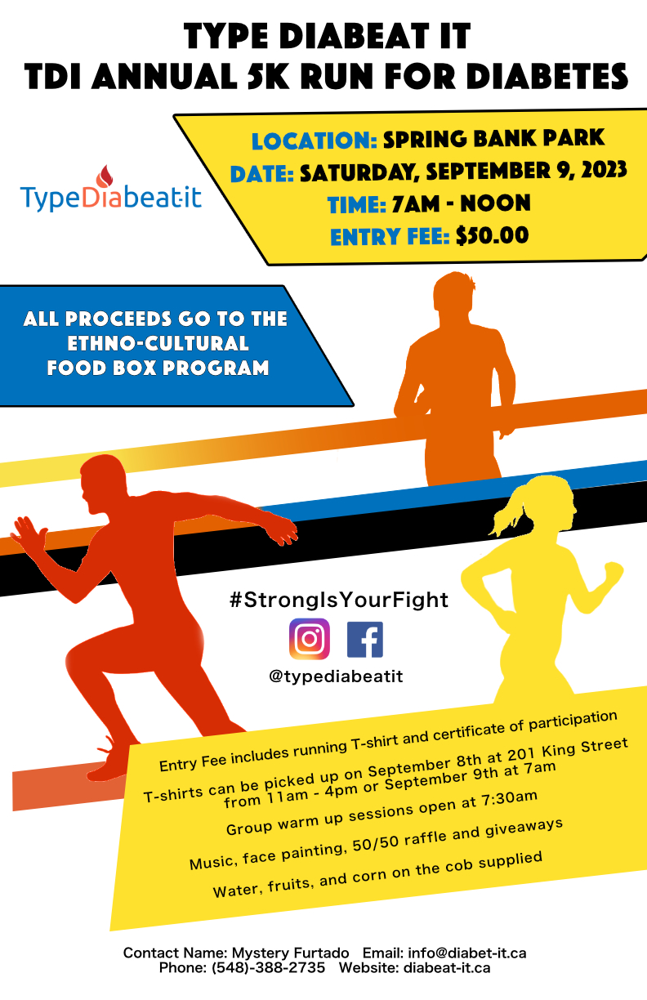 TYPE DIABEAT IT
TDI ANNUAL 5K RUN FOR DIABETES
LOCATION: SPRING BANK PARK
DATE: SATURDAY, SEPTEMBER 9, 2023
TIME: 7AM - NOON
ENTRY FEE: $50.00
TypeDiabeat-it
ALL PROCEEDS GO TO THE
ETHNO-CULTURAL
FOOD BOX PROGRAM
#StrongIsYourFight
@typediabeatit
Entry Fee includes running T-shirt and certificate of participation
T-shirts can be picked up on September 8th at 201 King Street
from 11am - 4pm or September 9th at 7am
Group warm up sessions open at 7:30am
Music, face painting, 50/50 raffle and giveaways
Water, fruits, and corn on the cob supplied
Contact Name: Mystery Furtado Email: info@diabet-it.ca
Phone: (548)-388-2735 Website: diabeat-it.ca